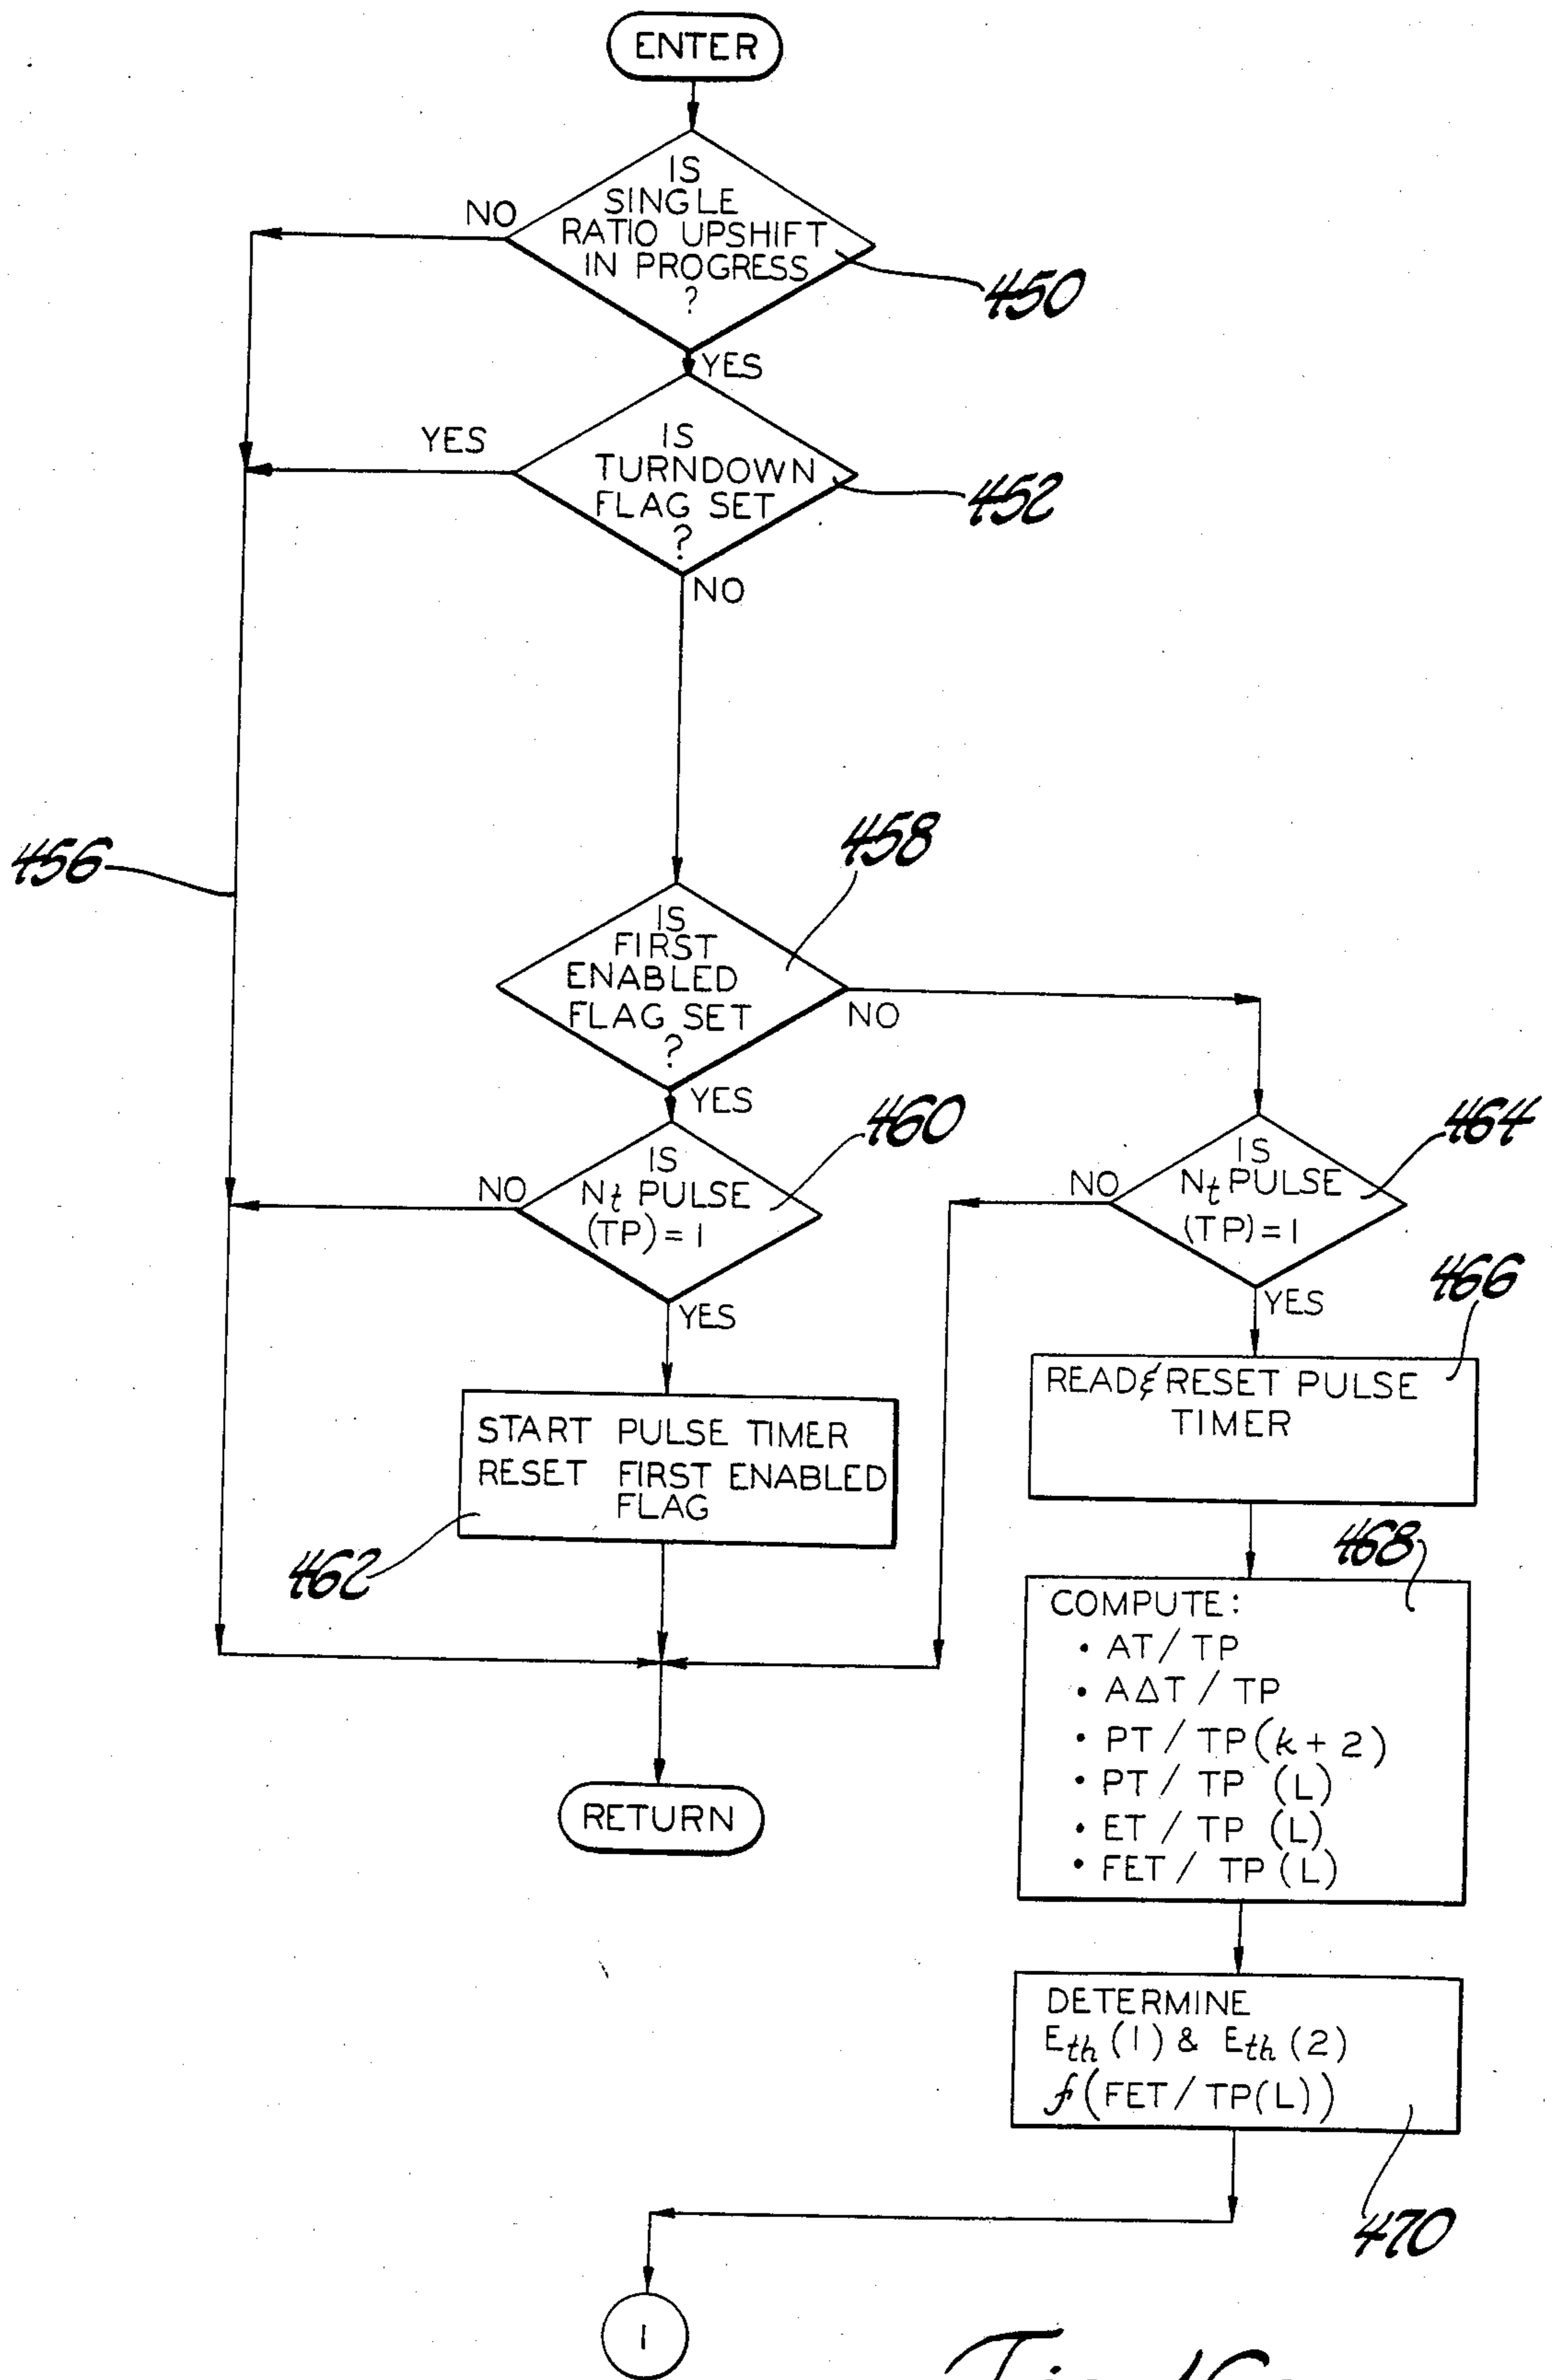 ENTER
IS
SINGLE
RATIO UPSHIFT
IN PROGRESS
?
NO
450
YES
IS
TURNDOWN
FLAG SET
?
YES
452
NO
456
458
IS
FIRST
ENABLED
FLAG SET
?
NO
YES
460
IS
Nt PULSE
(TP)=1
NO
YES
464
IS
Nt PULSE
(TP)=1
NO
YES
466
READ & RESET PULSE
TIMER
START PULSE TIMER
RESET FIRST ENABLED
FLAG
462
468
COMPUTE:
• AT / TP
• AΔT / TP
• PT / TP(k+2)
• PT / TP (L)
• ET / TP (L)
• FET / TP (L)
RETURN
DETERMINE
Eth (1) & Eth (2)
f(FET / TP(L))
470
1